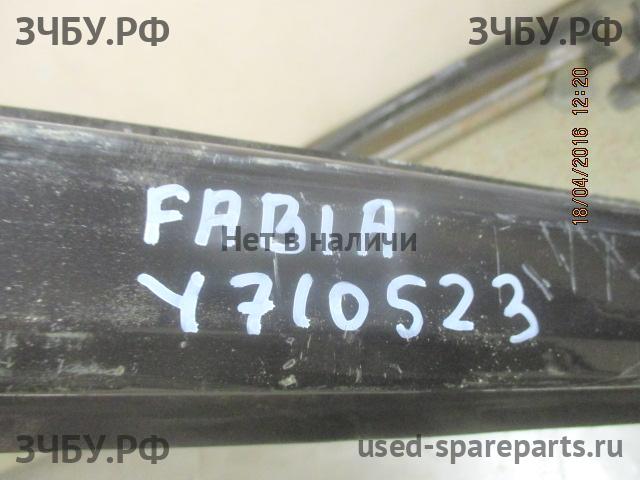 ЗЧБУ.РФ ЗЧБУ.РФ
18/04/2016 12:20
FABIA
Нет в наличи
Y710523
ЗЧБУ.РФ used-spareparts.ru